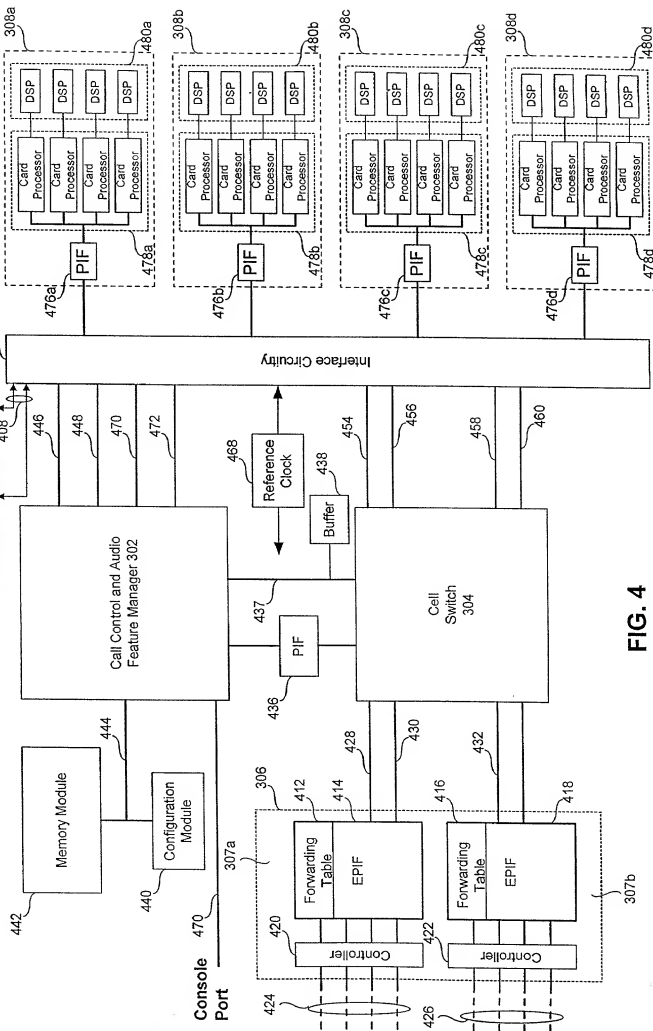 308a
480a
DSP
DSP
DSP
DSP
Card
Processor
Card
Processor
Card
Processor
Card
Processor
478a
PIF
476a
308b
480b
DSP
DSP
DSP
DSP
Card
Processor
Card
Processor
Card
Processor
Card
Processor
478b
PIF
476b
308c
480c
DSP
DSP
DSP
DSP
Card
Processor
Card
Processor
Card
Processor
Card
Processor
478c
PIF
476c
308d
480d
DSP
DSP
DSP
DSP
Card
Processor
Card
Processor
Card
Processor
Card
Processor
478d
PIF
476d
Interface Circuitry
408
446
448
470
472
468
Reference
Clock
438
Buffer
454
456
458
460
Call Control and Audio
Feature Manager 302
437
PIF
436
Cell
Switch
304
444
Memory Module
442
Configuration
Module
440
470
Console
Port
428
430
432
306
307a
412
414
Forwarding
Table
EPIF
416
418
Forwarding
Table
EPIF
307b
420
Controller
422
Controller
424
426
FIG. 4